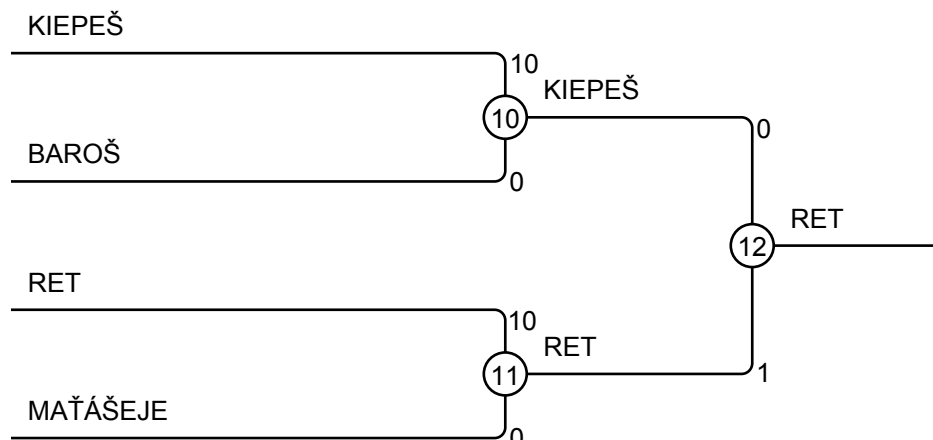 KIEPEŠ
10
KIEPEŠ
10
0
BAROŠ
0
RET
12
RET
10
RET
11
1
MAŤÁŠEJE
0